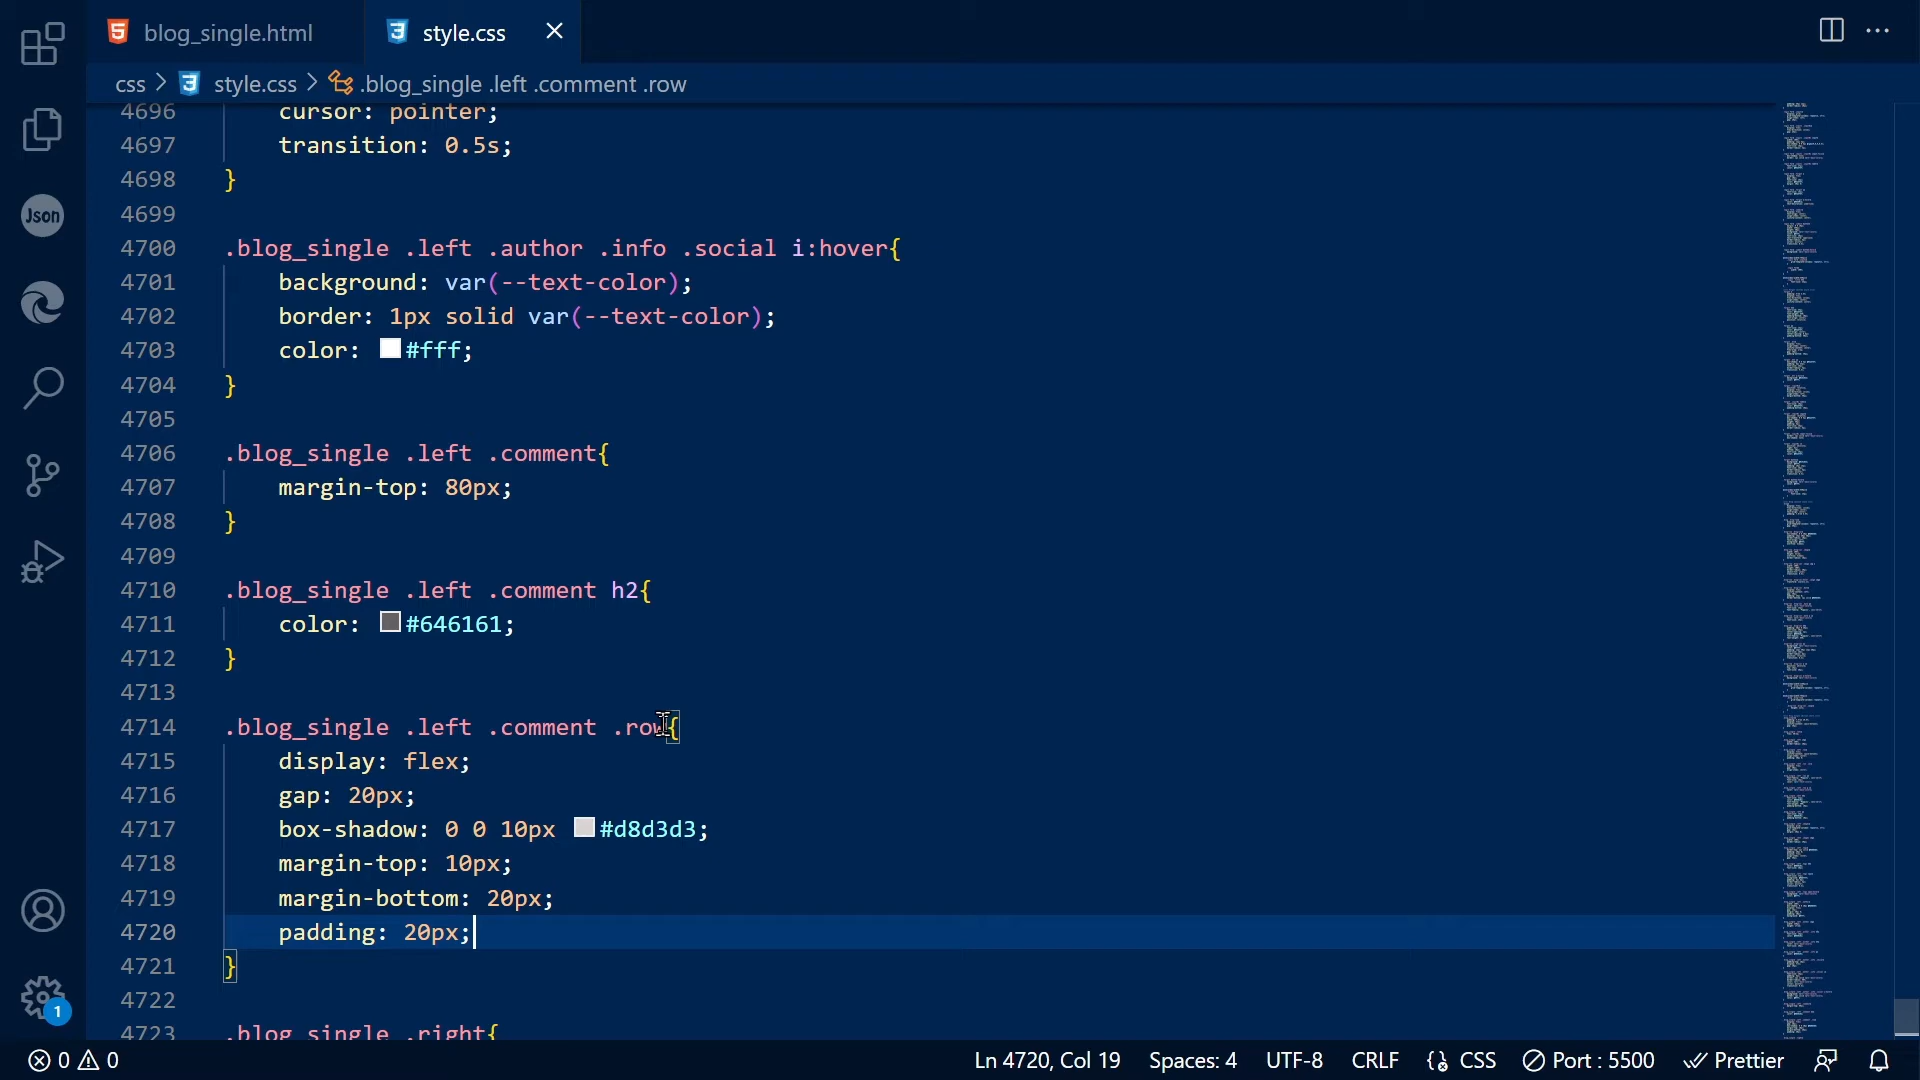 blog_single.html
style.css
css > style.css > .blog_single .left .comment .row
4696 cursor: pointer;
4697 transition: 0.5s;
4698 }
4699
4700 .blog_single .left .author .info .social i:hover{
4701 background: var(--text-color);
4702 border: 1px solid var(--text-color);
4703 color: #fff;
4704 }
4705
4706 .blog_single .left .comment{
4707 margin-top: 80px;
4708 }
4709
4710 .blog_single .left .comment h2{
4711 color: #646161;
4712 }
4713
4714 .blog_single .left .comment .row{
4715 display: flex;
4716 gap: 20px;
4717 box-shadow: 0 0 10px #d8d3d3;
4718 margin-top: 10px;
4719 margin-bottom: 20px;
4720 padding: 20px;
4721 }
4722
4723 .blog_single .right{
Json
1
0 0 Ln 4720, Col 19 Spaces: 4 UTF-8 CRLF {} CSS Port : 5500 Prettier